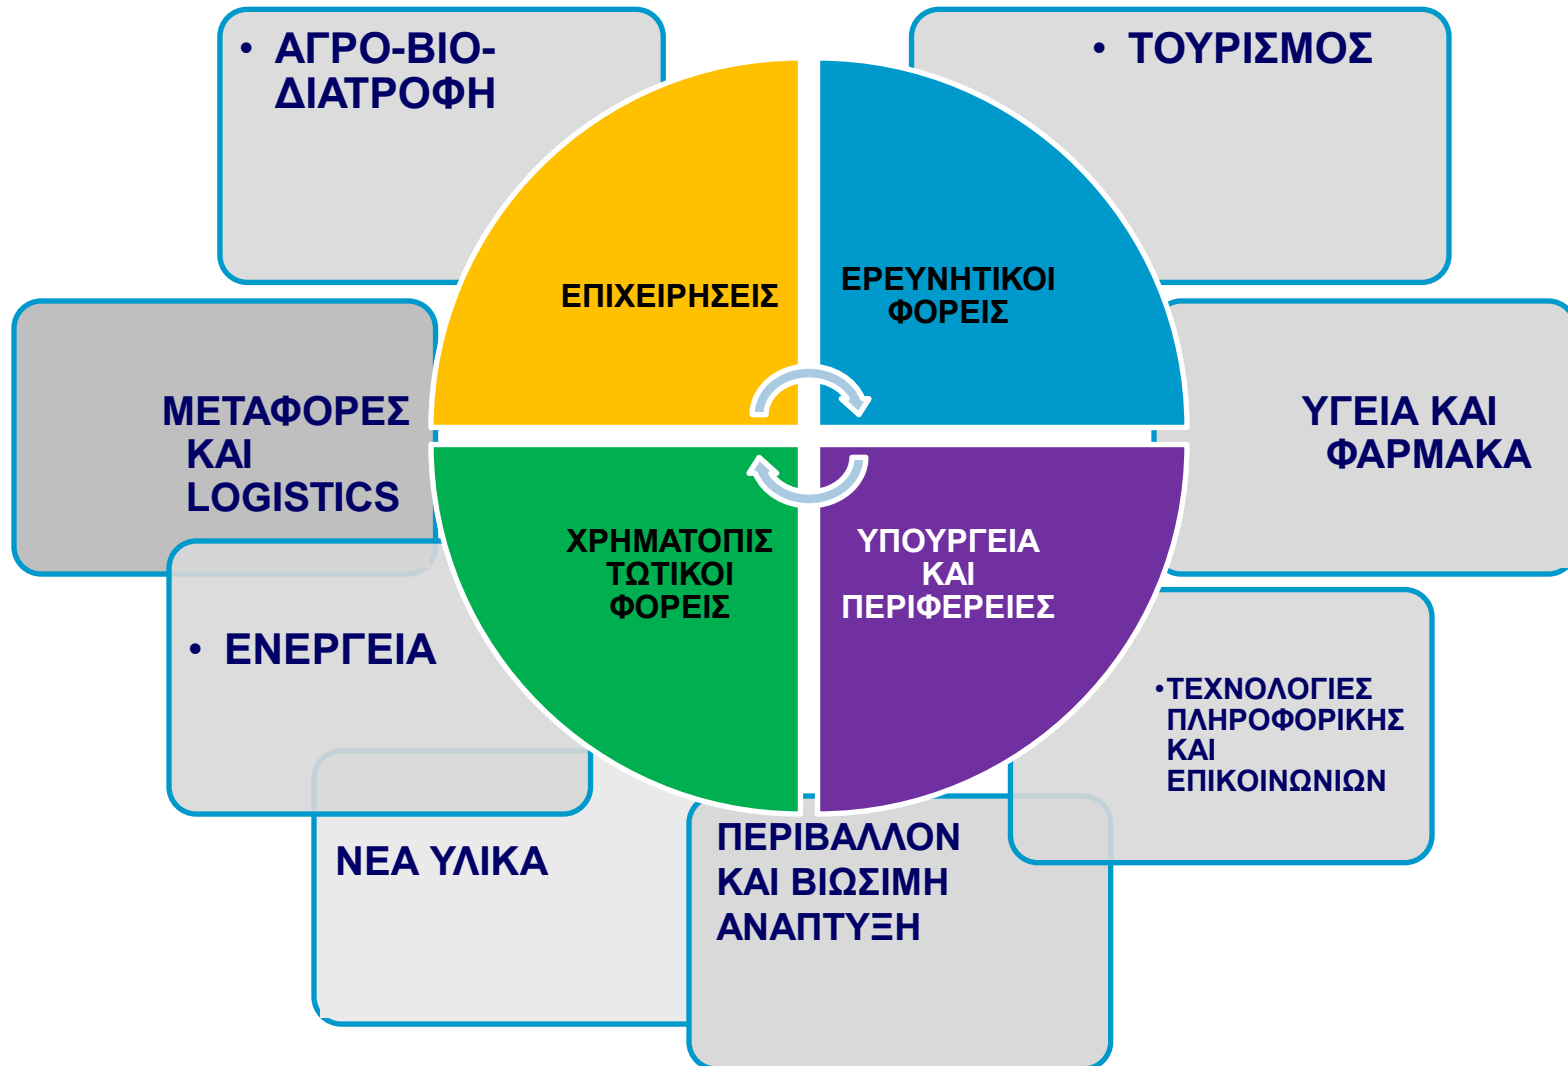 • ΑΓΡΟ-ΒΙΟ-
ΔΙΑΤΡΟΦΗ
• ΤΟΥΡΙΣΜΟΣ
ΕΠΙΧΕΙΡΗΣΕΙΣ
ΕΡΕΥΝΗΤΙΚΟΙ
ΦΟΡΕΙΣ
ΜΕΤΑΦΟΡΕΣ
ΚΑΙ
LOGISTICS
ΥΓΕΙΑ ΚΑΙ
ΦΑΡΜΑΚΑ
ΧΡΗΜΑΤΟΠΙΣ
ΤΩΤΙΚΟΙ
ΦΟΡΕΙΣ
ΥΠΟΥΡΓΕΙΑ
ΚΑΙ
ΠΕΡΙΦΕΡΕΙΕΣ
• ΕΝΕΡΓΕΙΑ
•ΤΕΧΝΟΛΟΓΙΕΣ
ΠΛΗΡΟΦΟΡΙΚΗΣ
ΚΑΙ
ΕΠΙΚΟΙΝΩΝΙΩΝ
ΝΕΑ ΥΛΙΚΑ
ΠΕΡΙΒΑΛΛΟΝ
ΚΑΙ ΒΙΩΣΙΜΗ
ΑΝΑΠΤΥΞΗ